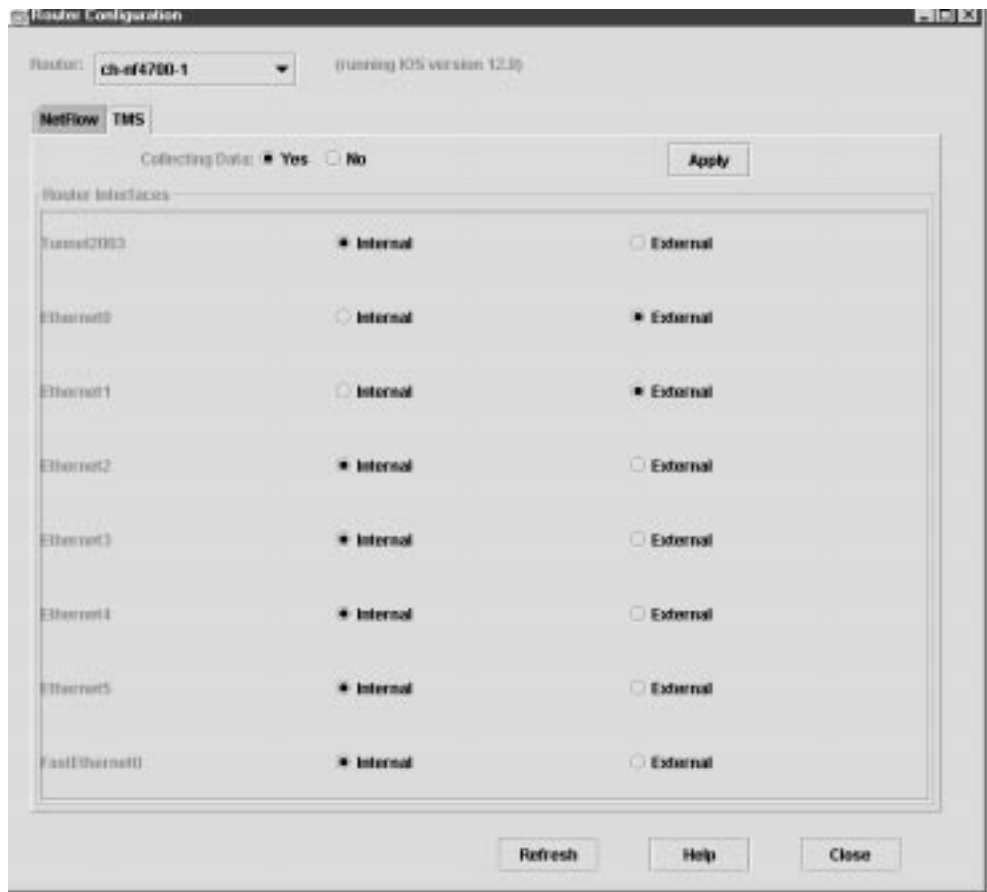 Router Configuration
Router: ch-nf4700-1 (running IOS version 12.0)
NetFlow TMS
Collecting Data: Yes No Apply
Router Interfaces
Tunnel2003 Internal External
Ethernet0 Internal External
Ethernet1 Internal External
Ethernet2 Internal External
Ethernet3 Internal External
Ethernet4 Internal External
Ethernet5 Internal External
FastEthernet0 Internal External
Refresh Help Close